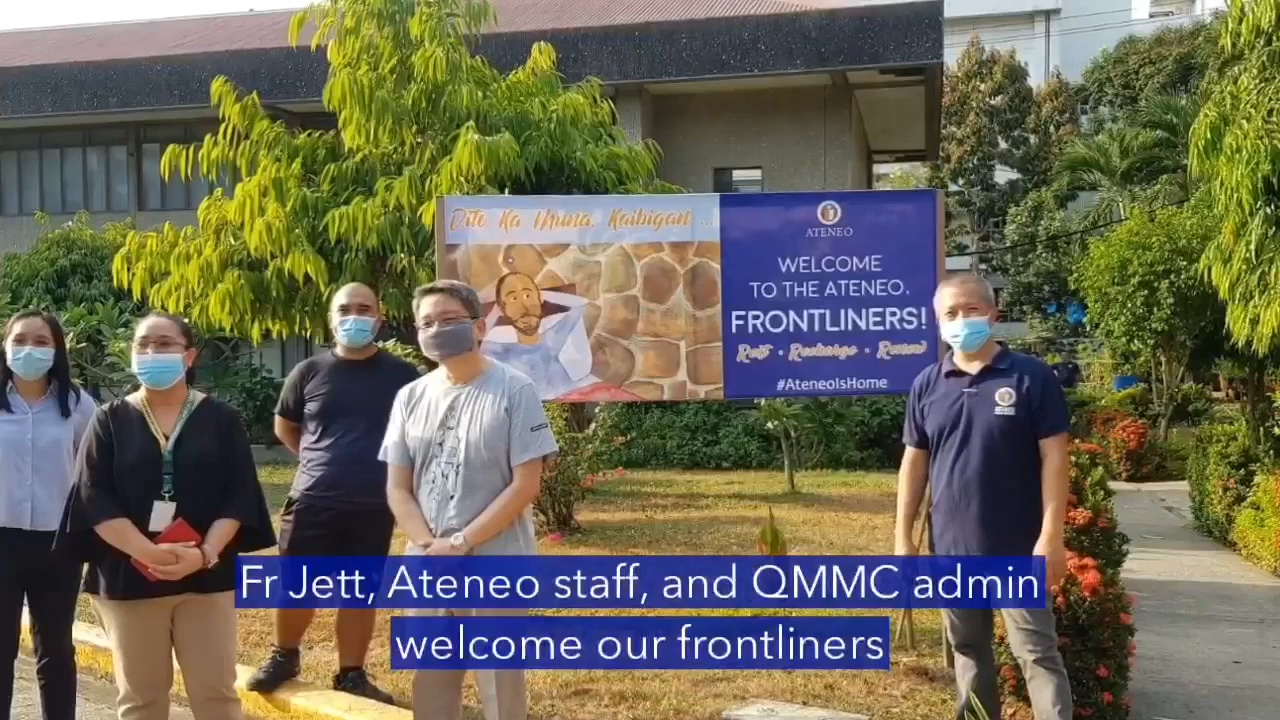 Dito Ka Muna, Kaibigan ...
ATENEO
WELCOME
TO THE ATENEO,
FRONTLINERS!
Rest • Recharge • Renew
#AteneoIsHome
Fr Jett, Ateneo staff, and QMMC admin
welcome our frontliners